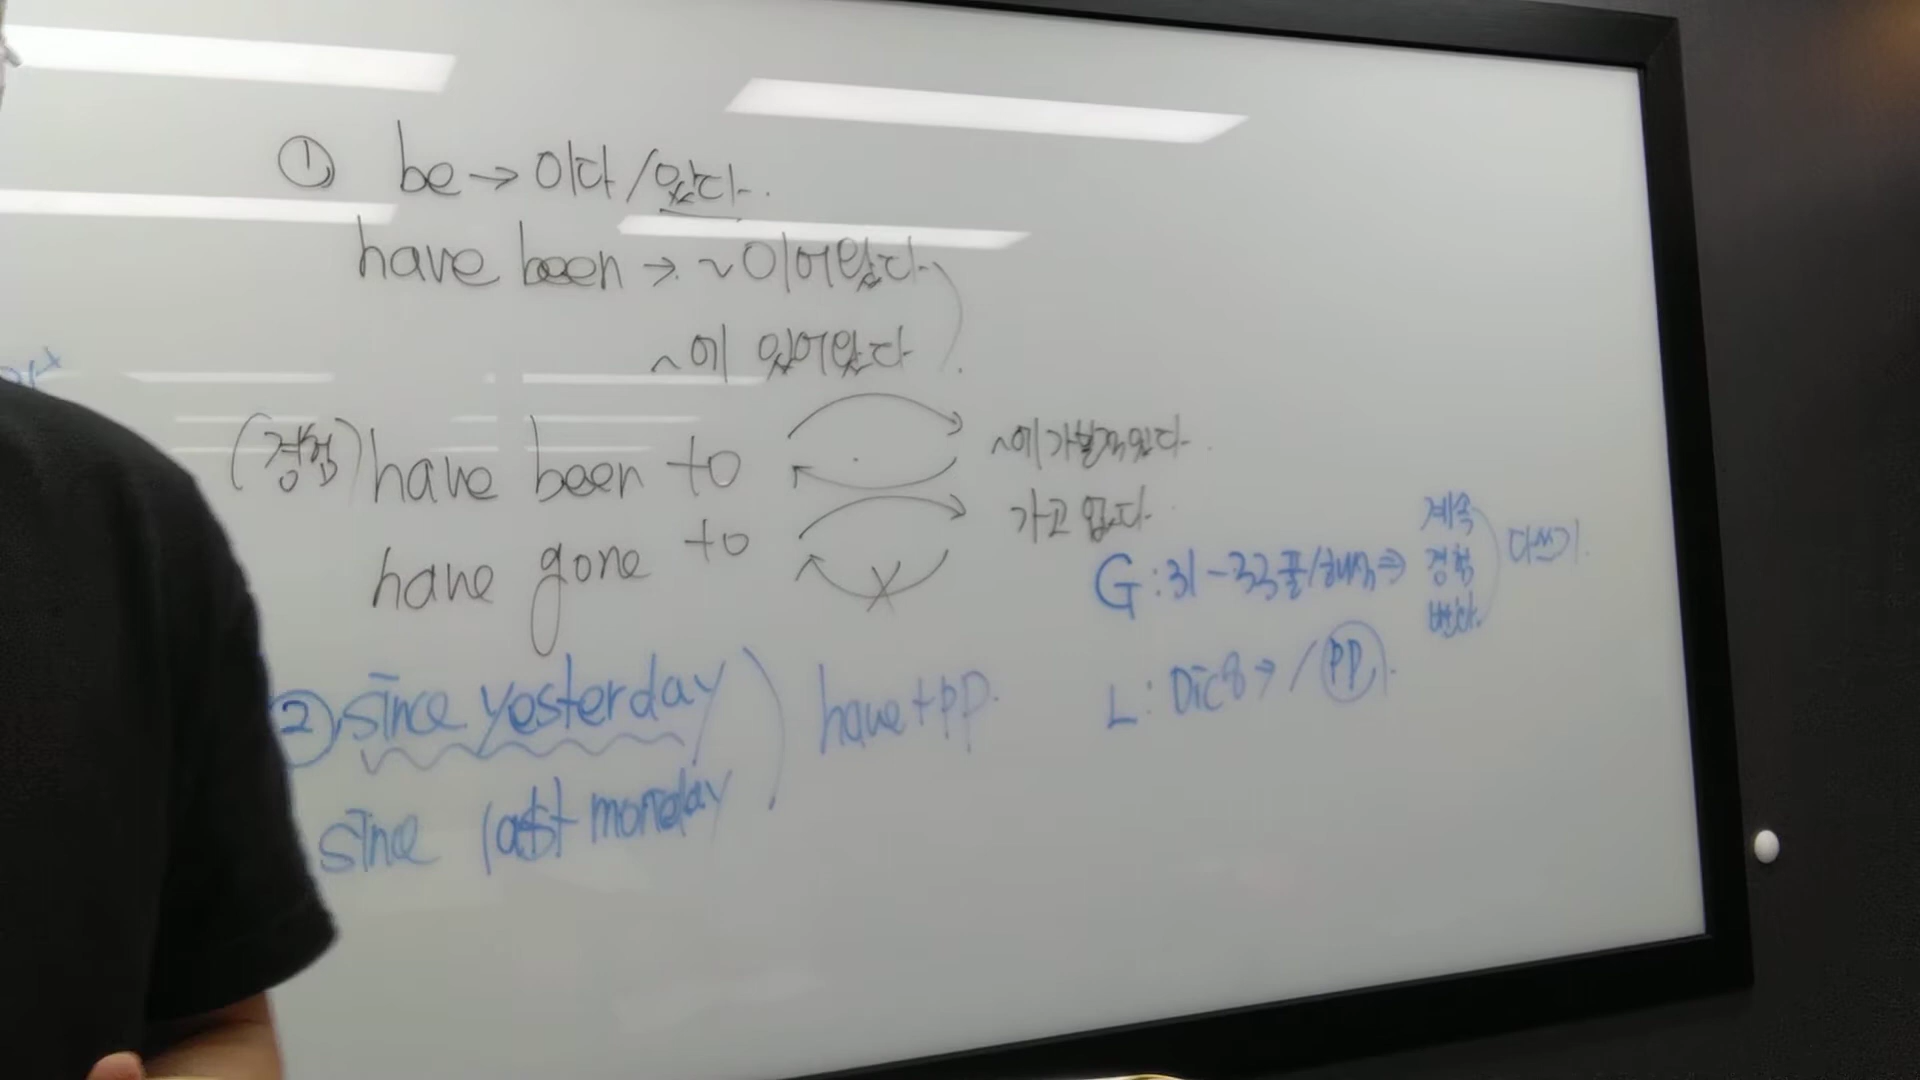 ① be → 이다 / 있다.
have been → ~이어왔다
~에 있어왔다
(경험) have been to ~에 가본적있다.
have gone to 가고 없다.
② since yesterday
since last monday
have + pp.
G : 31 - 33 풀/해석 ⇒ 계속
경험
다쓰기
L : Dic 8 → / PP.